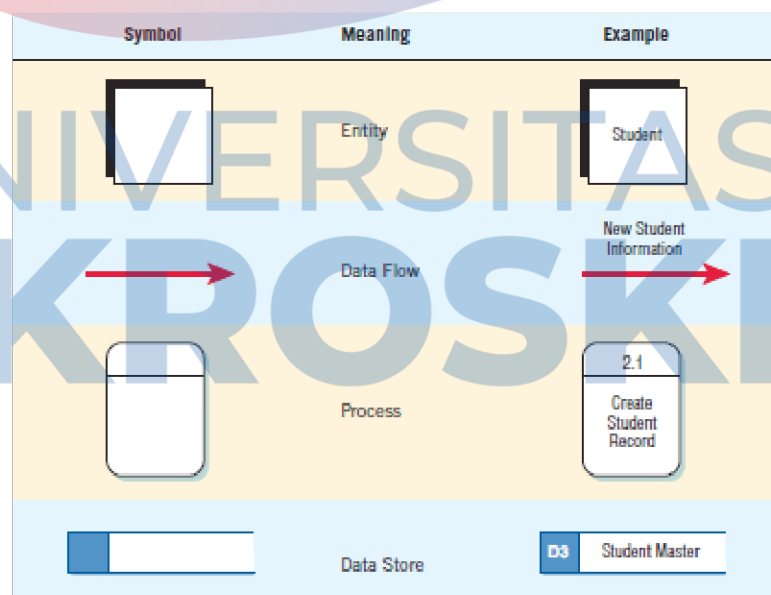 Symbol Meaning Example
Entity
Student
New Student
Information
Data Flow
2.1
Create
Student
Record
Process
D3 Student Master
Data Store
NIVERSITAS
KROSKI